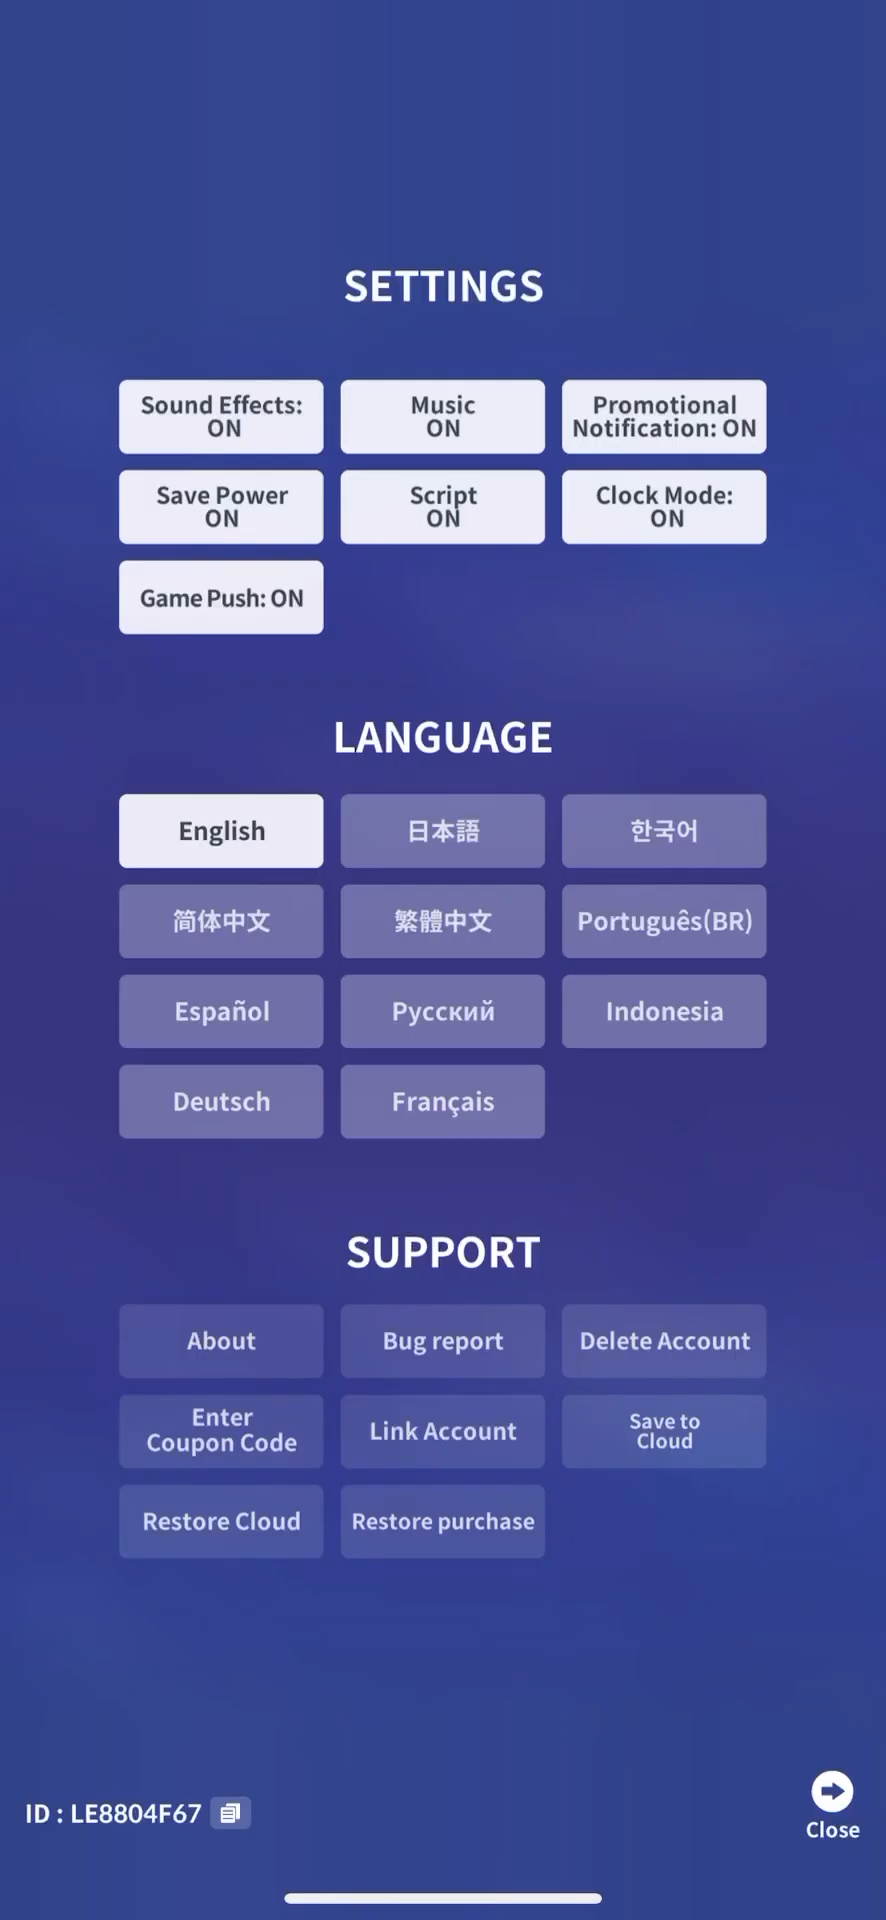 SETTINGS
Sound Effects:
ON
Music
ON
Promotional
Notification: ON
Save Power
ON
Script
ON
Clock Mode:
ON
Game Push: ON
LANGUAGE
English
日本語
한국어
简体中文
繁體中文
Português(BR)
Español
Русский
Indonesia
Deutsch
Français
SUPPORT
About
Bug report
Delete Account
Enter
Coupon Code
Link Account
Save to
Cloud
Restore Cloud
Restore purchase
ID : LE8804F67
Close